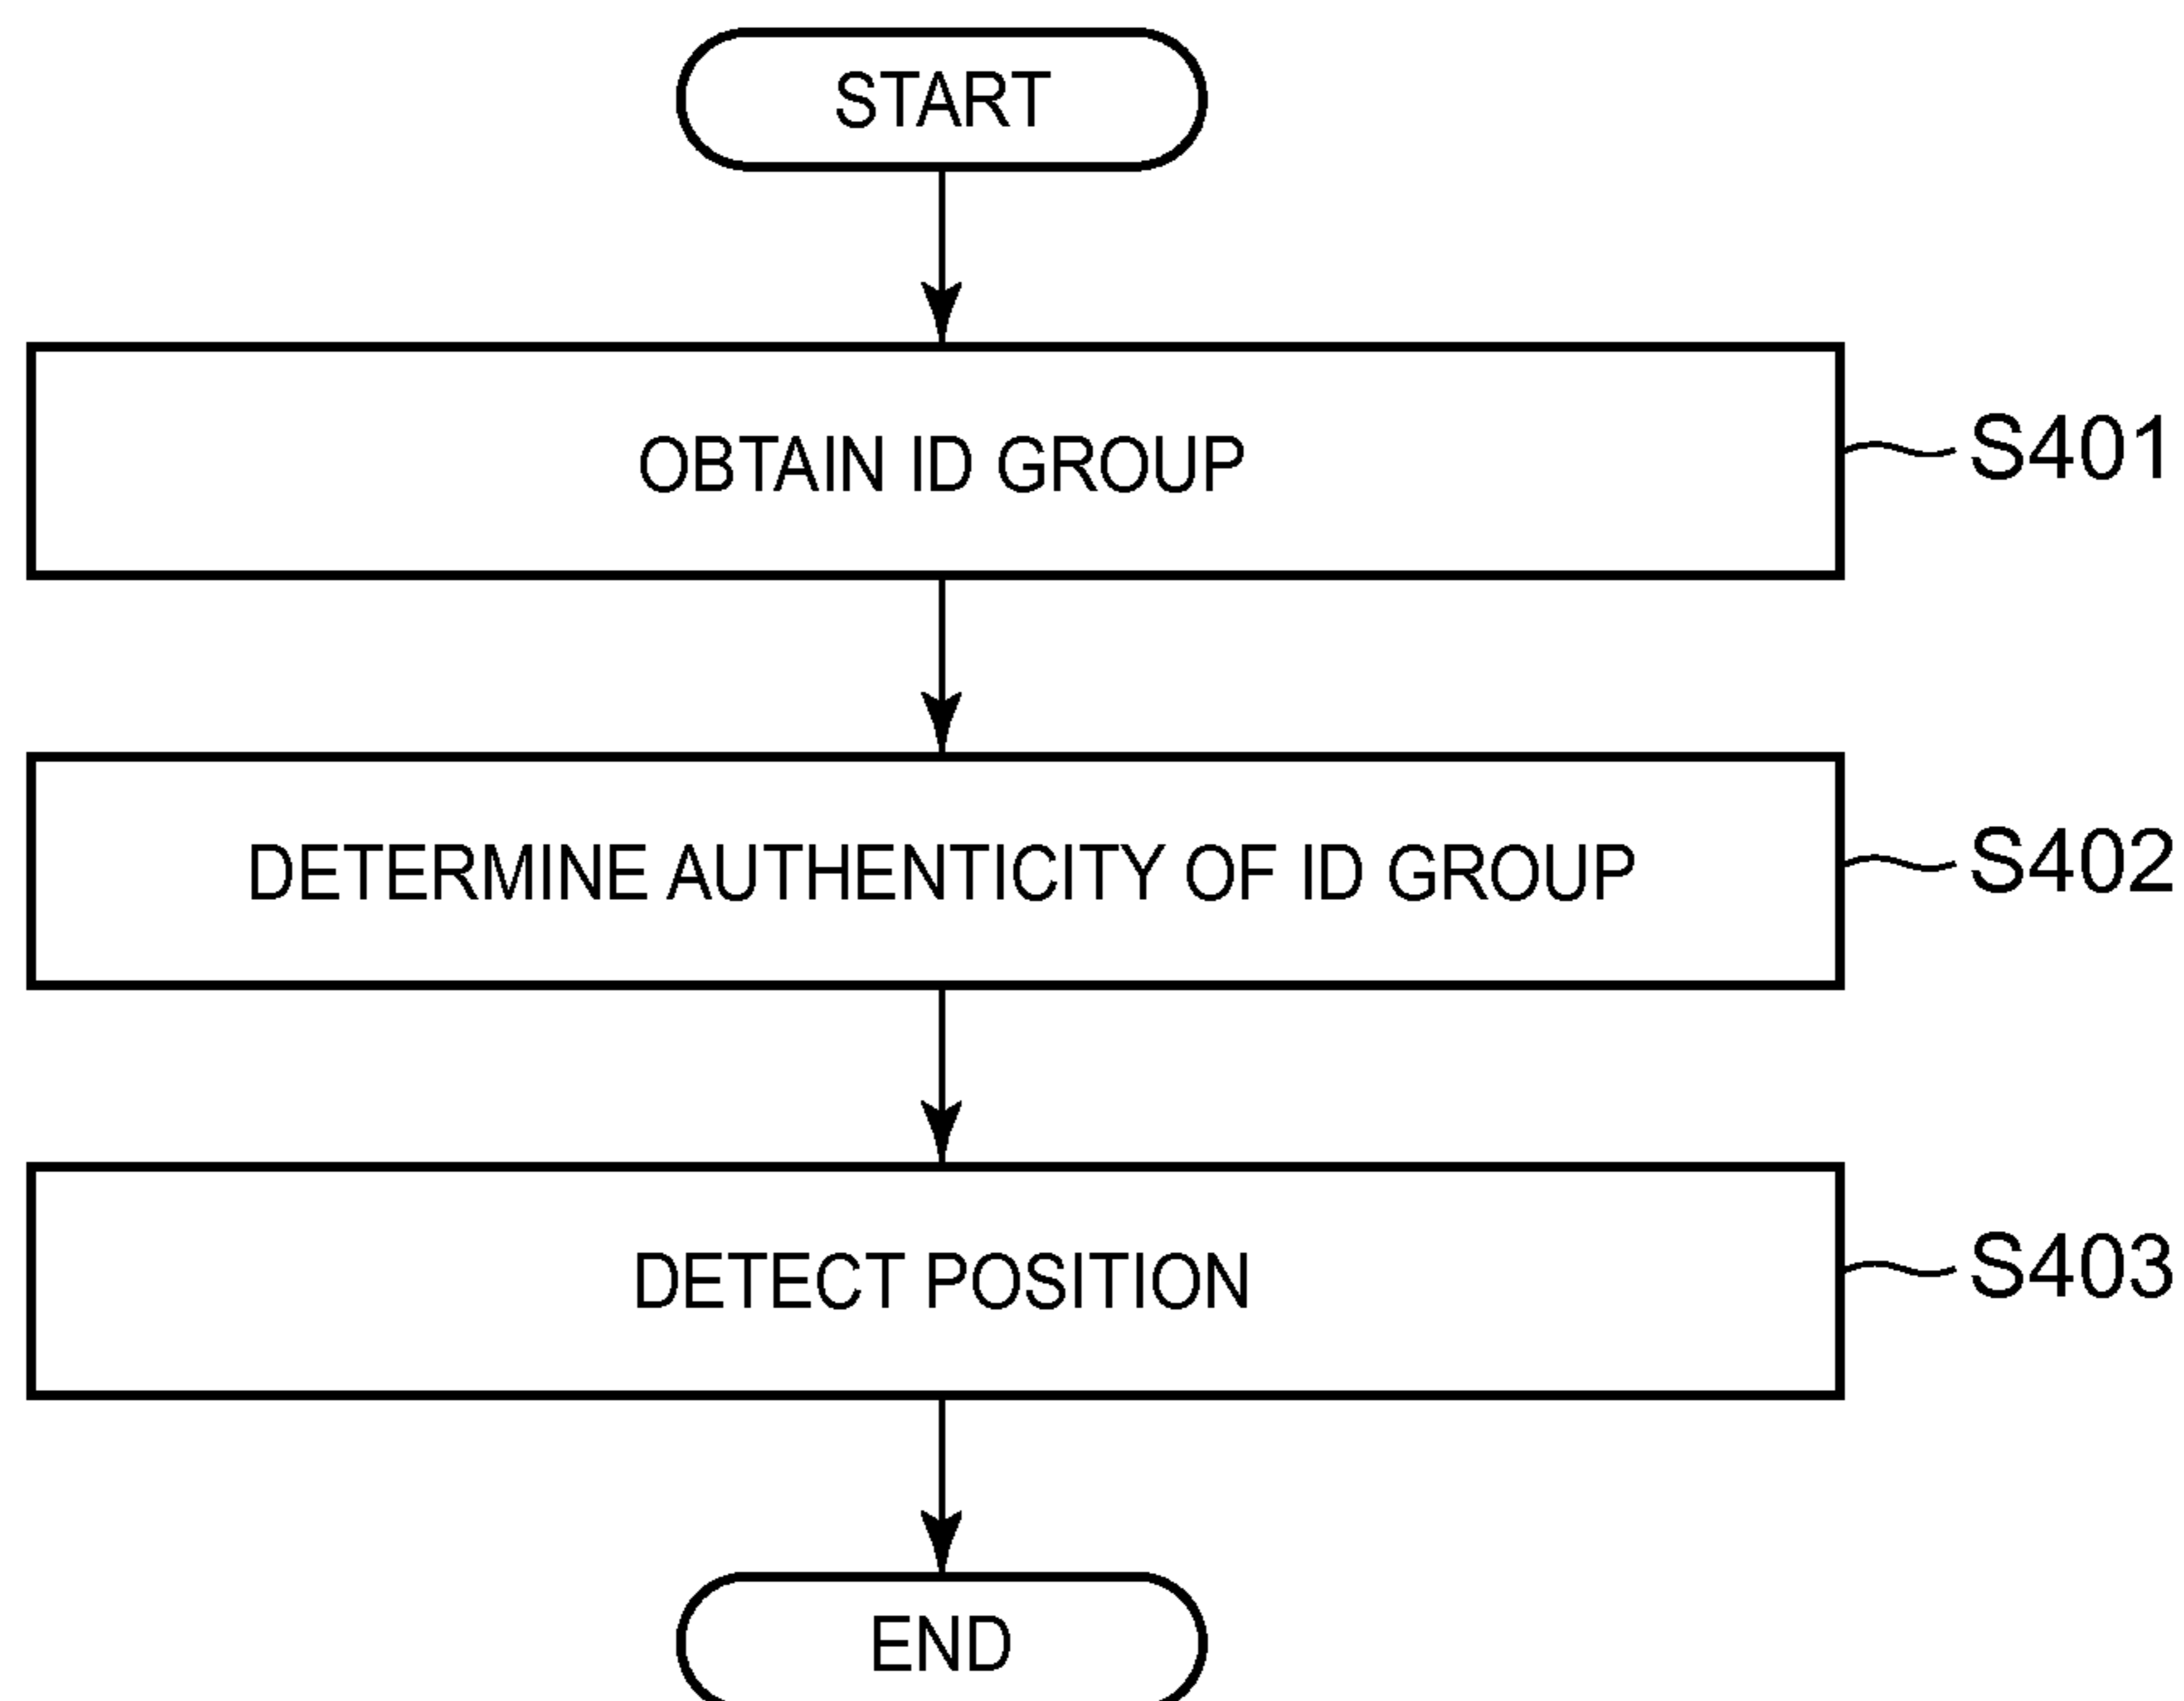 START
OBTAIN ID GROUP
S401
DETERMINE AUTHENTICITY OF ID GROUP
S402
DETECT POSITION
S403
END